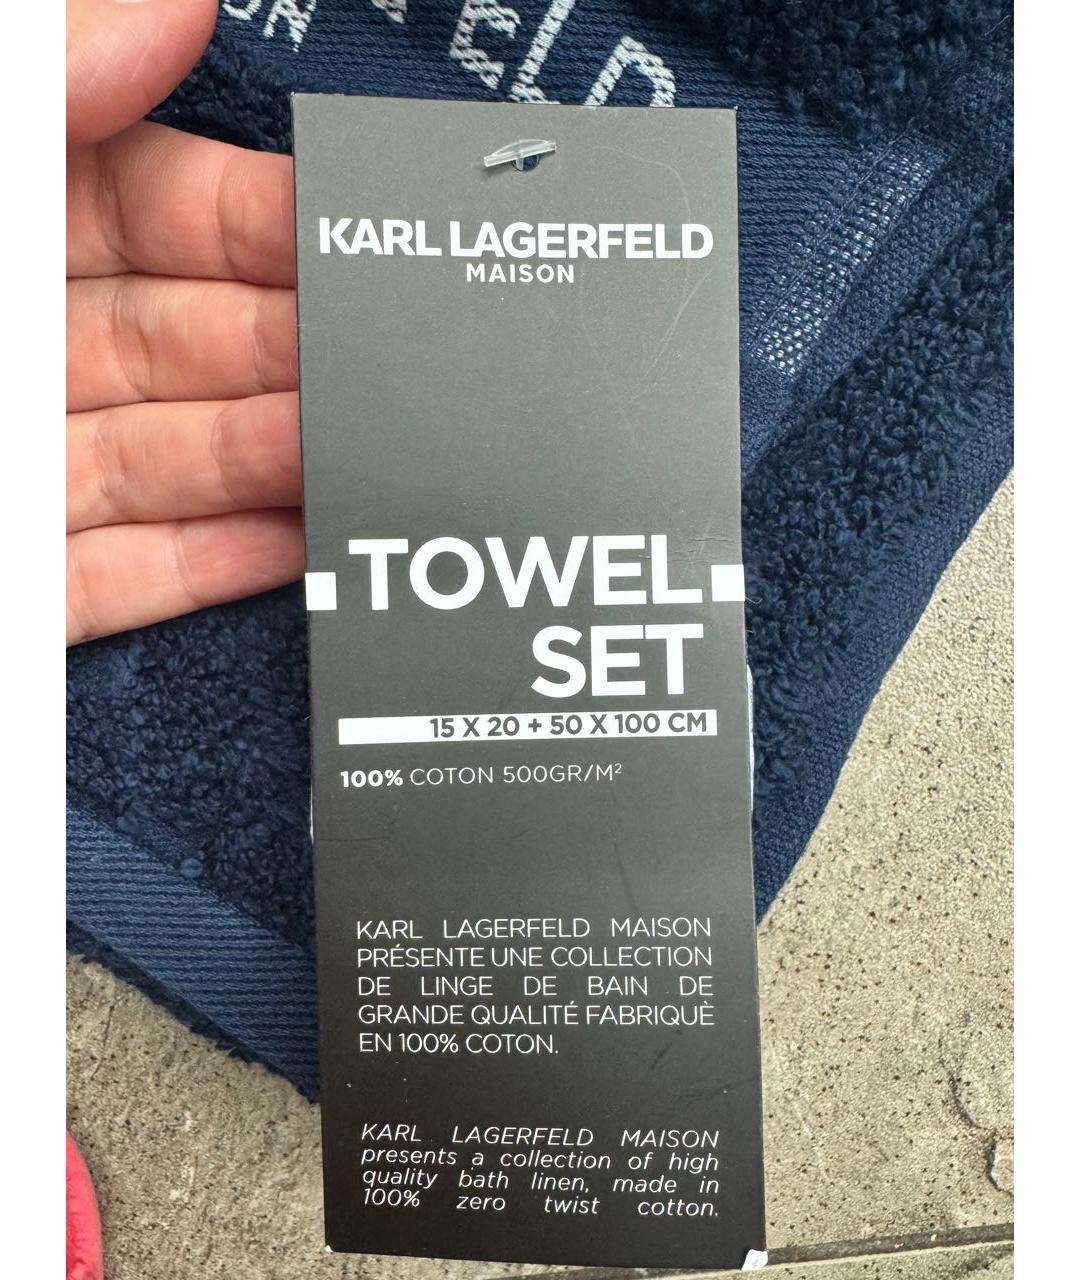 KARL LAGERFELD
MAISON
TOWEL
SET
15 X 20 + 50 X 100 CM
100% COTON 500GR/M²
KARL LAGERFELD MAISON
PRÉSENTE UNE COLLECTION
DE LINGE DE BAIN DE
GRANDE QUALITÉ FABRIQUÈ
EN 100% COTON.
KARL LAGERFELD MAISON
presents a collection of high
quality bath linen, made in
100% zero twist cotton.